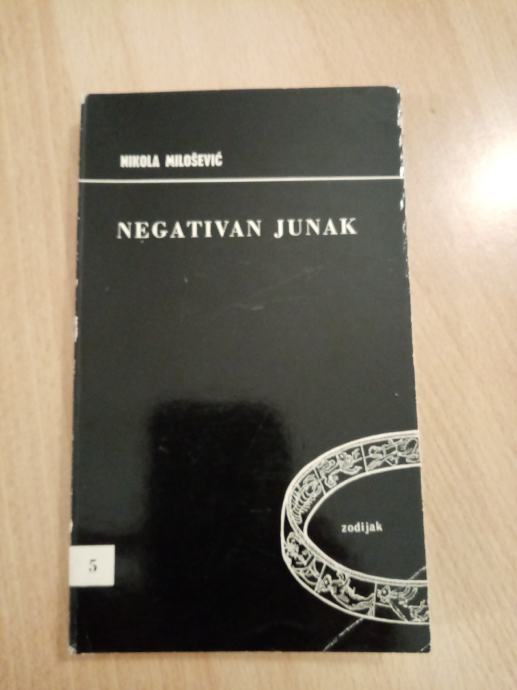 NIKOLA MILOŠEVIĆ
NEGATIVAN JUNAK
zodijak
5